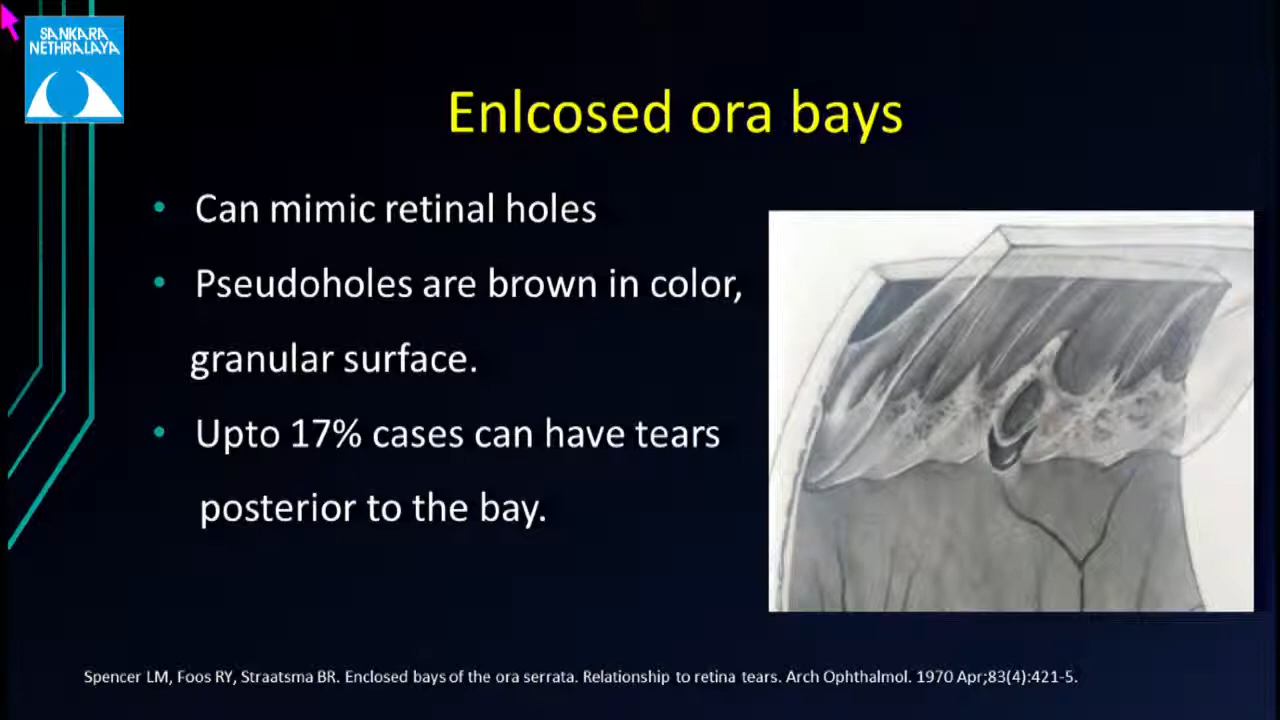 SANKARA
NETHRALAYA
Enlcosed ora bays
• Can mimic retinal holes
• Pseudoholes are brown in color,
granular surface.
• Upto 17% cases can have tears
posterior to the bay.
Spencer LM, Foos RY, Straatsma BR. Enclosed bays of the ora serrata. Relationship to retina tears. Arch Ophthalmol. 1970 Apr;83(4):421-5.